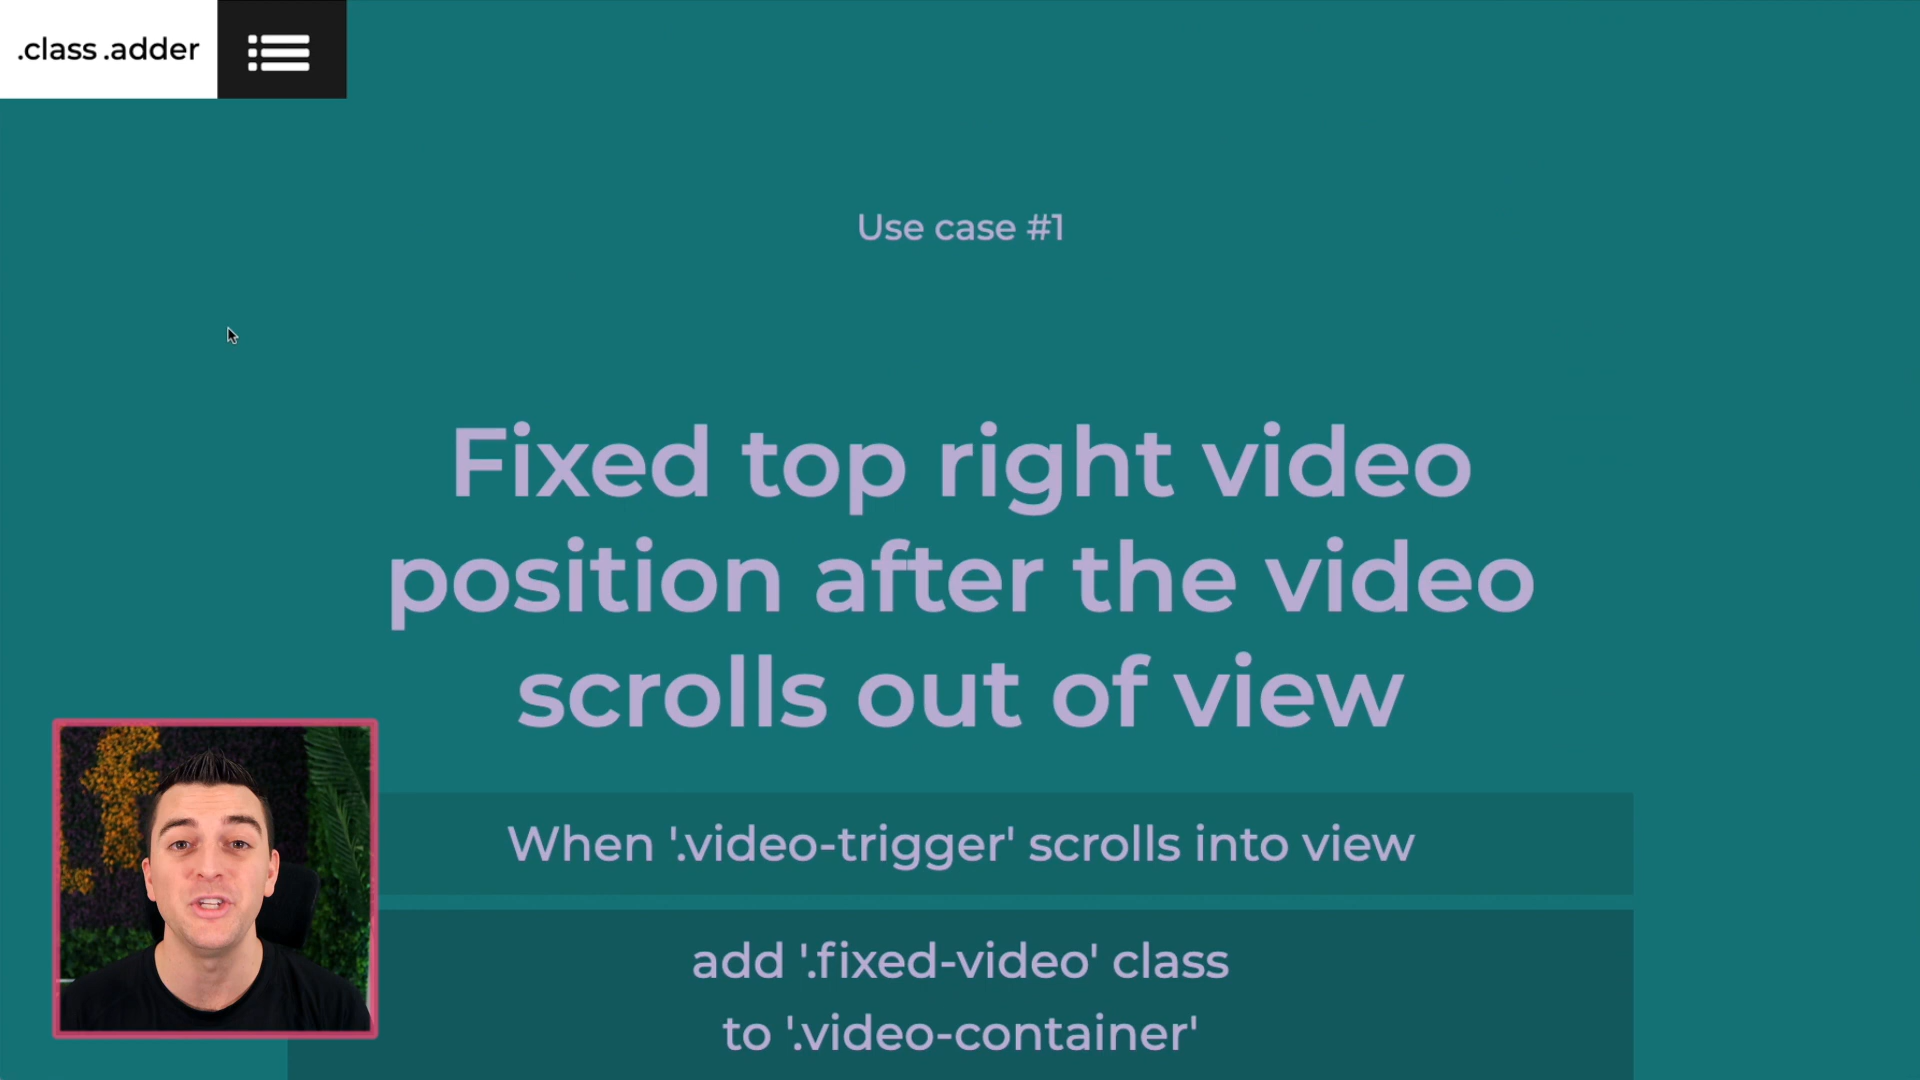 .class .adder
Use case #1
Fixed top right video
position after the video
scrolls out of view
When '.video-trigger' scrolls into view
add '.fixed-video' class
to '.video-container'